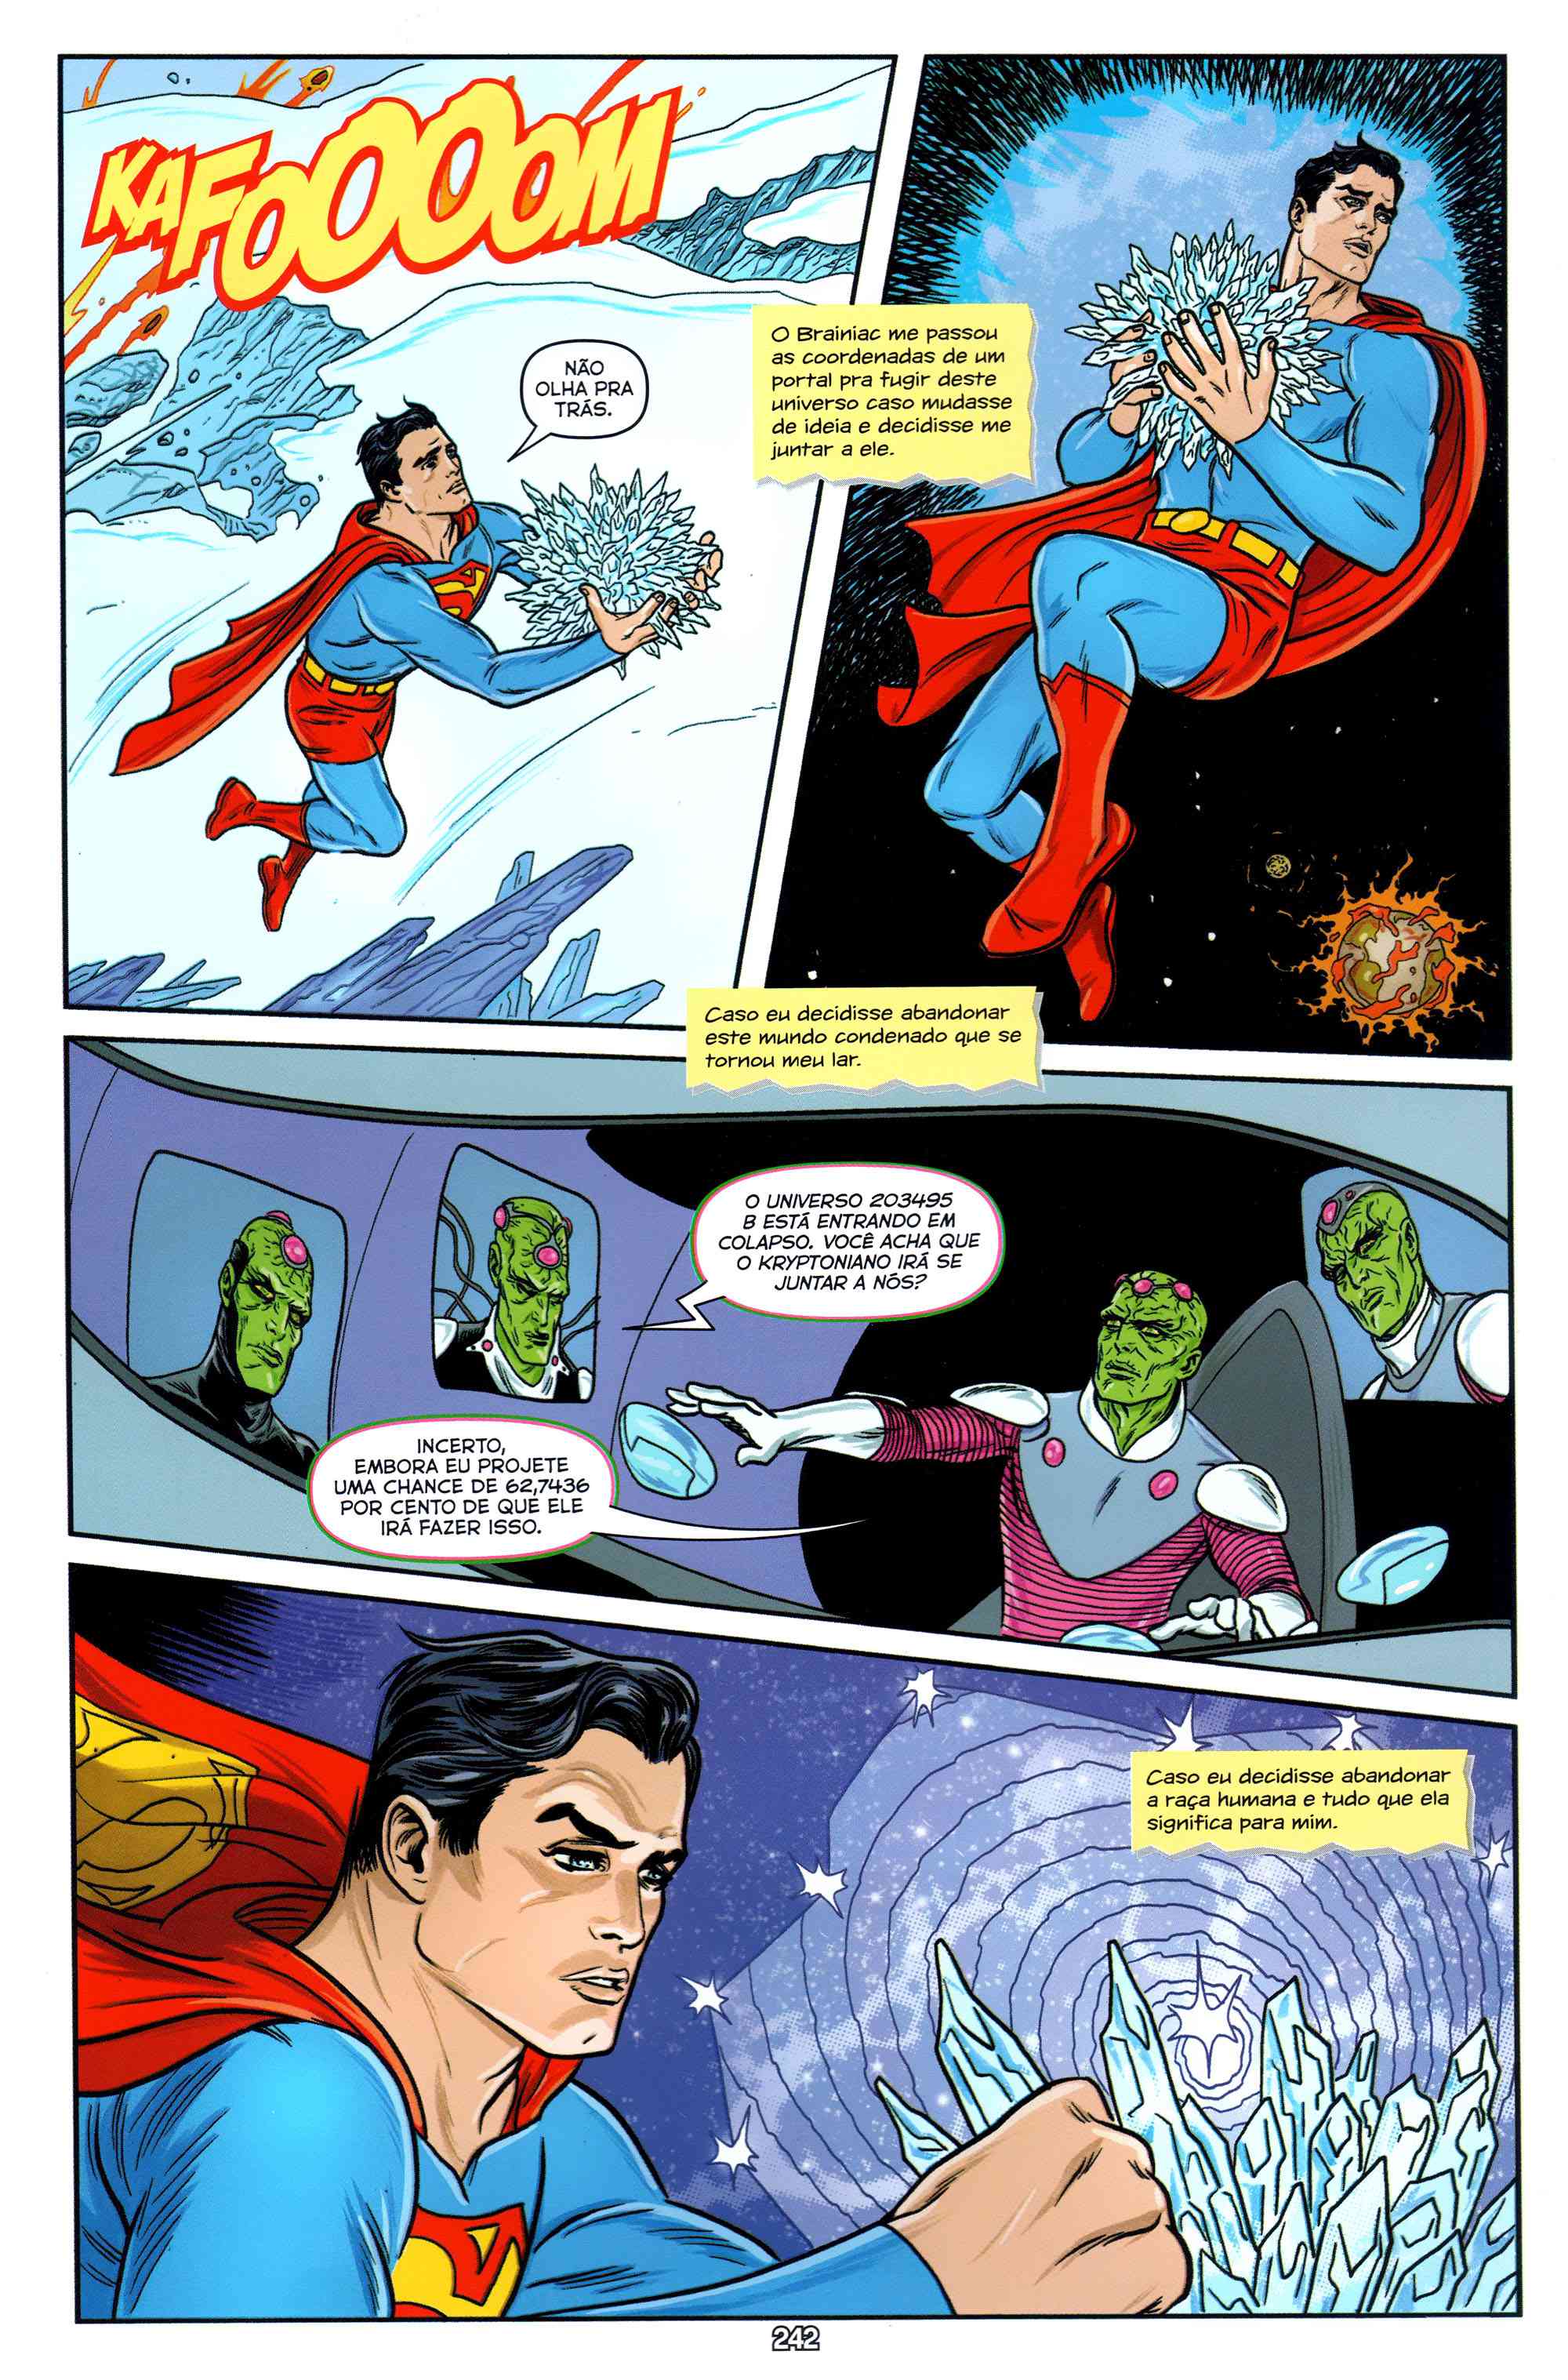 KAFOOOOM
NÃO
OLHA PRA
TRÁS.
O Brainiac me passou
as coordenadas de um
portal pra fugir deste
universo caso mudasse
de ideia e decidisse me
juntar a ele.
Caso eu decidisse abandonar
este mundo condenado que se
tornou meu lar.
O UNIVERSO 203495
B ESTÁ ENTRANDO EM
COLAPSO. VOCÊ ACHA QUE
O KRYPTONIANO IRÁ SE
JUNTAR A NÓS?
INCERTO,
EMBORA EU PROJETE
UMA CHANCE DE 62,7436
POR CENTO DE QUE ELE
IRÁ FAZER ISSO.
Caso eu decidisse abandonar
a raça humana e tudo que ela
significa para mim.
242